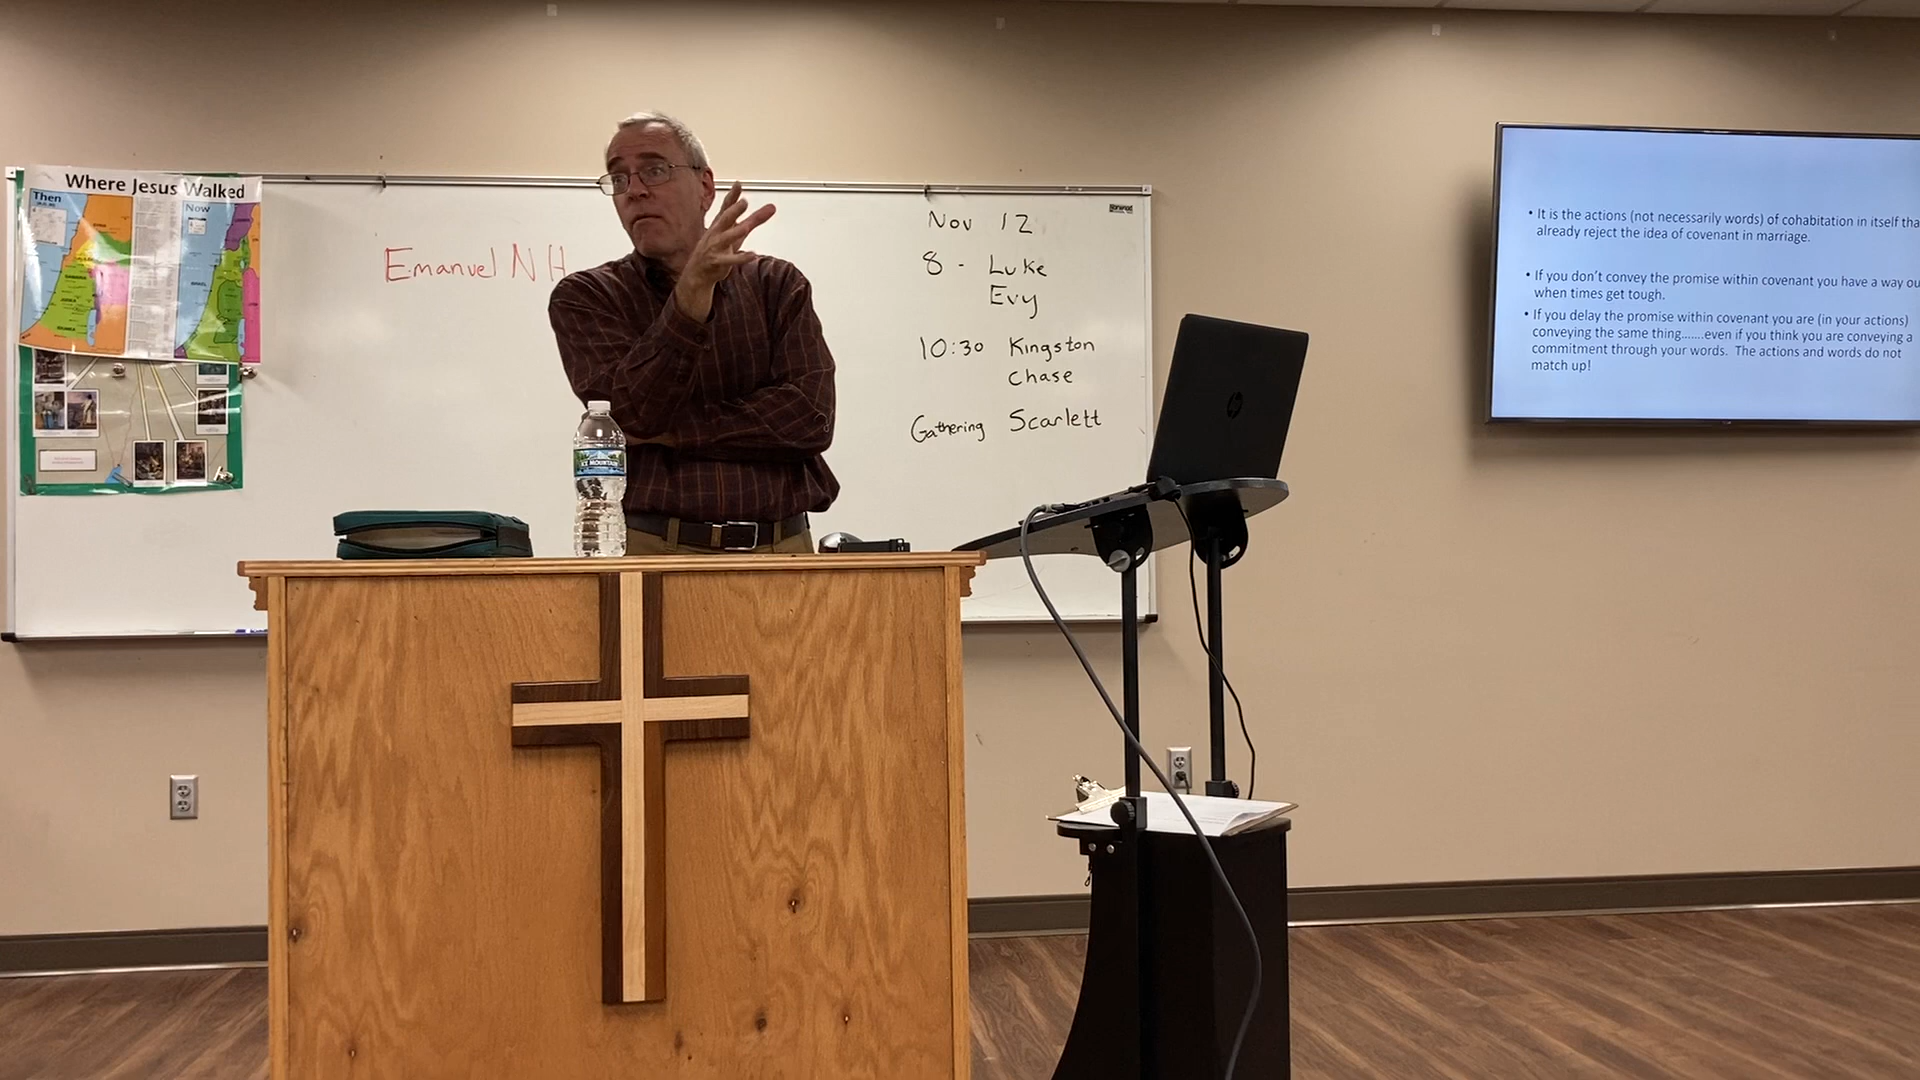 Where Jesus Walked
Then
Now
Emanuel NH
Nov 12
8 - Luke
Evy
10:30 Kingston
Chase
Gathering Scarlett
• It is the actions (not necessarily words) of cohabitation in itself tha
already reject the idea of covenant in marriage.
• If you don't convey the promise within covenant you have a way ou
when times get tough.
• If you delay the promise within covenant you are (in your actions)
conveying the same thing.......even if you think you are conveying a
commitment through your words. The actions and words do not
match up!
hp